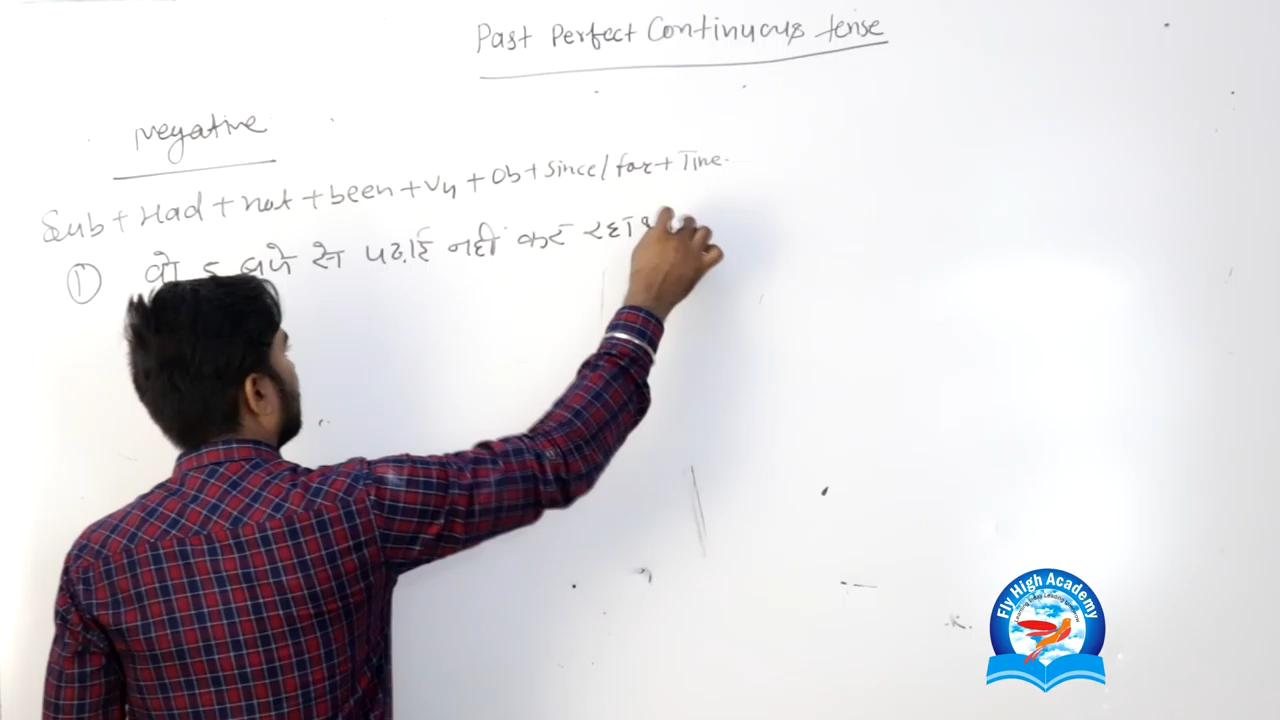 Past Perfect Continuous tense
Negative
Sub + Had + not + been + V4 + Ob + Since/for + Time.
① वो बजे से पढाई नही कर रहा
Fly High Academy